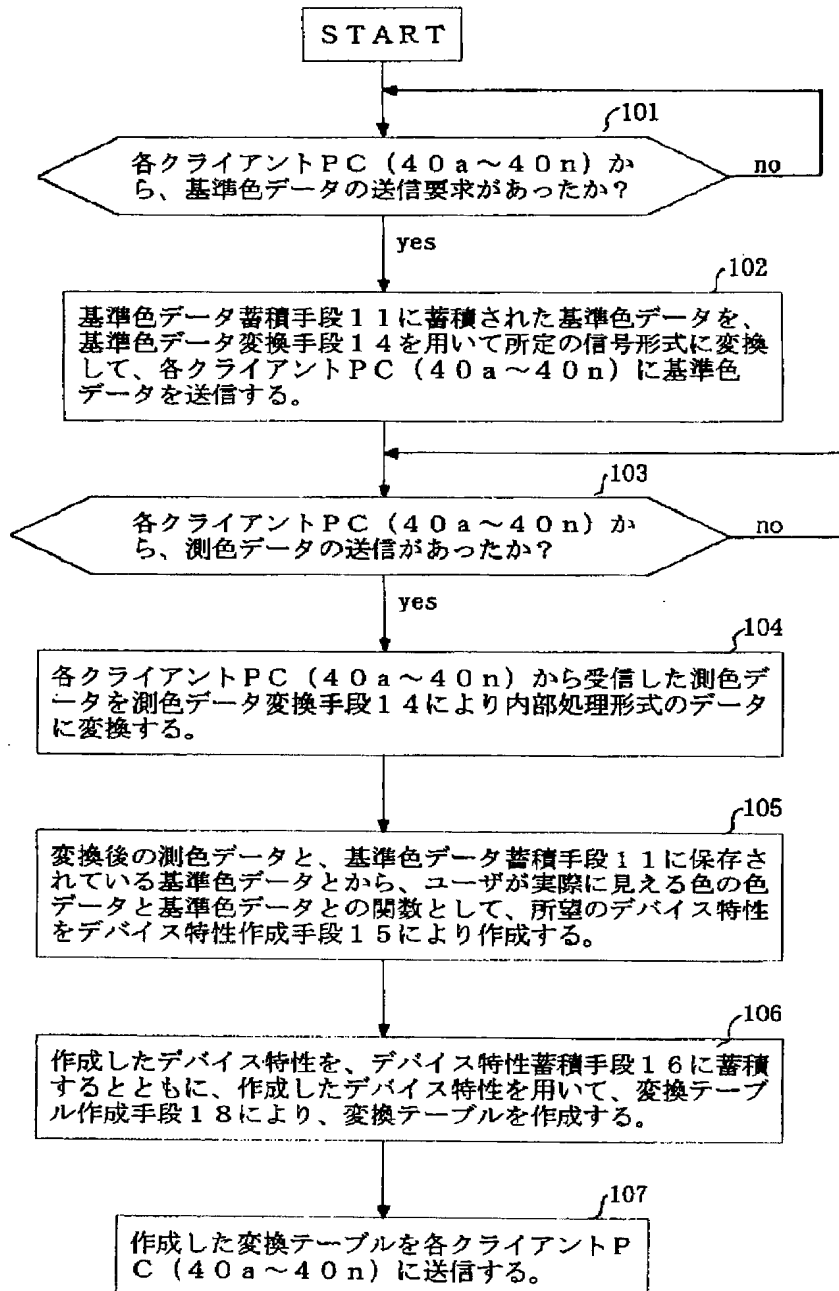 ＳＴＡＲＴ
101
各クライアントＰＣ（４０ａ～４０ｎ）か
ら、基準色データの送信要求があったか？
no
yes
102
基準色データ蓄積手段１１に蓄積された基準色データを、
基準色データ変換手段１４を用いて所定の信号形式に変換
して、各クライアントＰＣ（４０ａ～４０ｎ）に基準色
データを送信する。
103
各クライアントＰＣ（４０ａ～４０ｎ）か
ら、測色データの送信があったか？
no
yes
104
各クライアントＰＣ（４０ａ～４０ｎ）から受信した測色デ
ータを測色データ変換手段１４により内部処理形式のデータ
に変換する。
105
変換後の測色データと、基準色データ蓄積手段１１に保存さ
れている基準色データとから、ユーザが実際に見える色の色
データと基準色データとの関数として、所望のデバイス特性
をデバイス特性作成手段１５により作成する。
106
作成したデバイス特性を、デバイス特性蓄積手段１６に蓄積
するとともに、作成したデバイス特性を用いて、変換テーブ
ル作成手段１８により、変換テーブルを作成する。
107
作成した変換テーブルを各クライアントＰ
Ｃ（４０ａ～４０ｎ）に送信する。